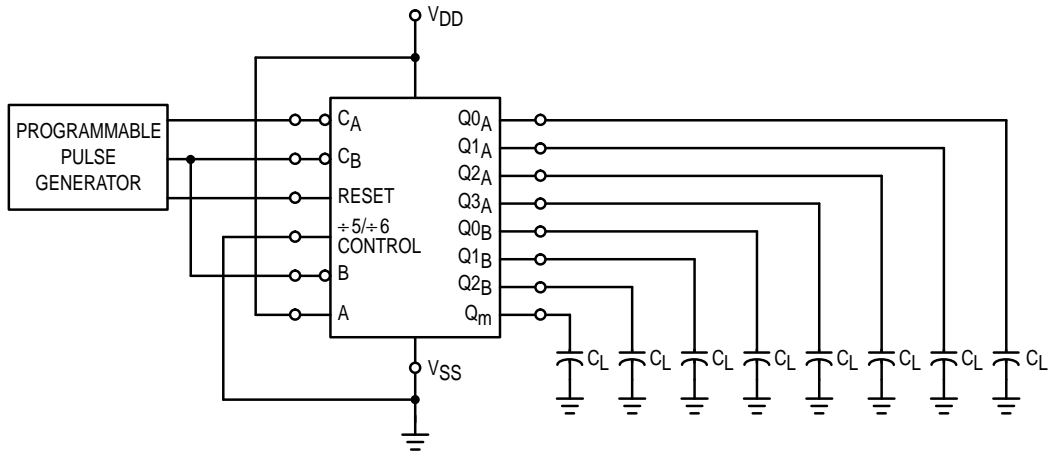 VDD
PROGRAMMABLE
PULSE
GENERATOR
CA
CB
RESET
÷5/÷6
CONTROL
B
A
Q0A
Q1A
Q2A
Q3A
Q0B
Q1B
Q2B
Qm
VSS
CL CL CL CL CL CL CL CL